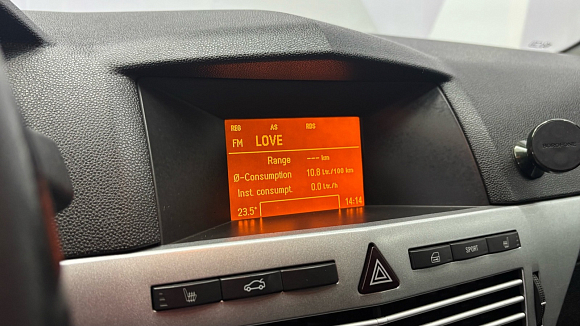 REG AS RDS
FM LOVE
Range --- km
Ø-Consumption 10.8 Ltr./100 km
Inst. consumpt. 0.0 Ltr./h
23.5° 14:14
SPORT